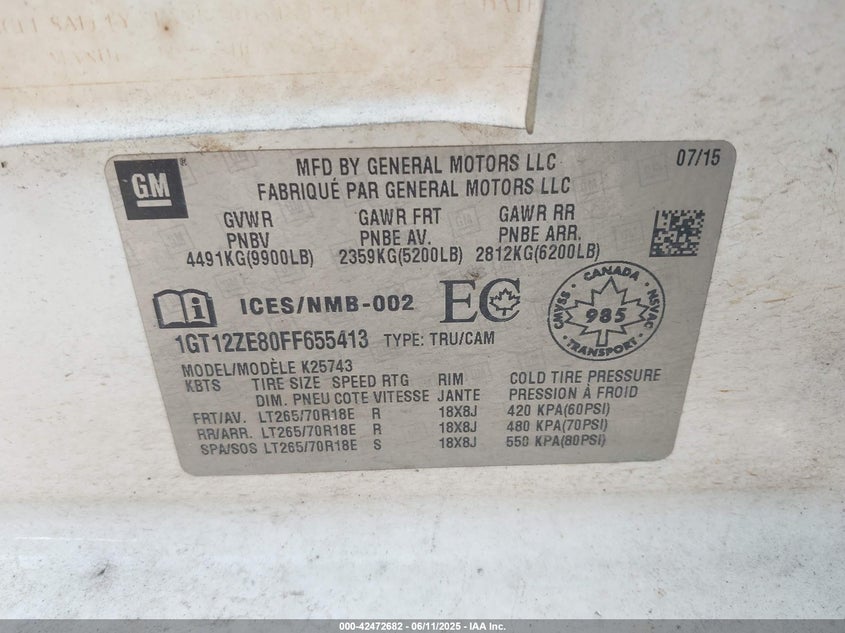 GM
®
MFD BY GENERAL MOTORS LLC
FABRIQUÉ PAR GENERAL MOTORS LLC
07/15
GVWR GAWR FRT GAWR RR
PNBV PNBE AV. PNBE ARR.
4491KG(9900LB) 2359KG(5200LB) 2812KG(6200LB)
ICES/NMB-002 EC
CANADA
CMVSS 985 NSVAC
TRANSPORT
1GT12ZE80FF655413 TYPE: TRU/CAM
MODEL/MODÈLE K25743
KBTS TIRE SIZE SPEED RTG RIM COLD TIRE PRESSURE
DIM. PNEU COTE VITESSE JANTE PRESSION À FROID
FRT/AV. LT265/70R18E R 18X8J 420 KPA(60PSI)
RR/ARR. LT265/70R18E R 18X8J 480 KPA(70PSI)
SPA/SOS LT265/70R18E S 18X8J 550 KPA(80PSI)
000-42472682 - 06/11/2025 - IAA Inc.